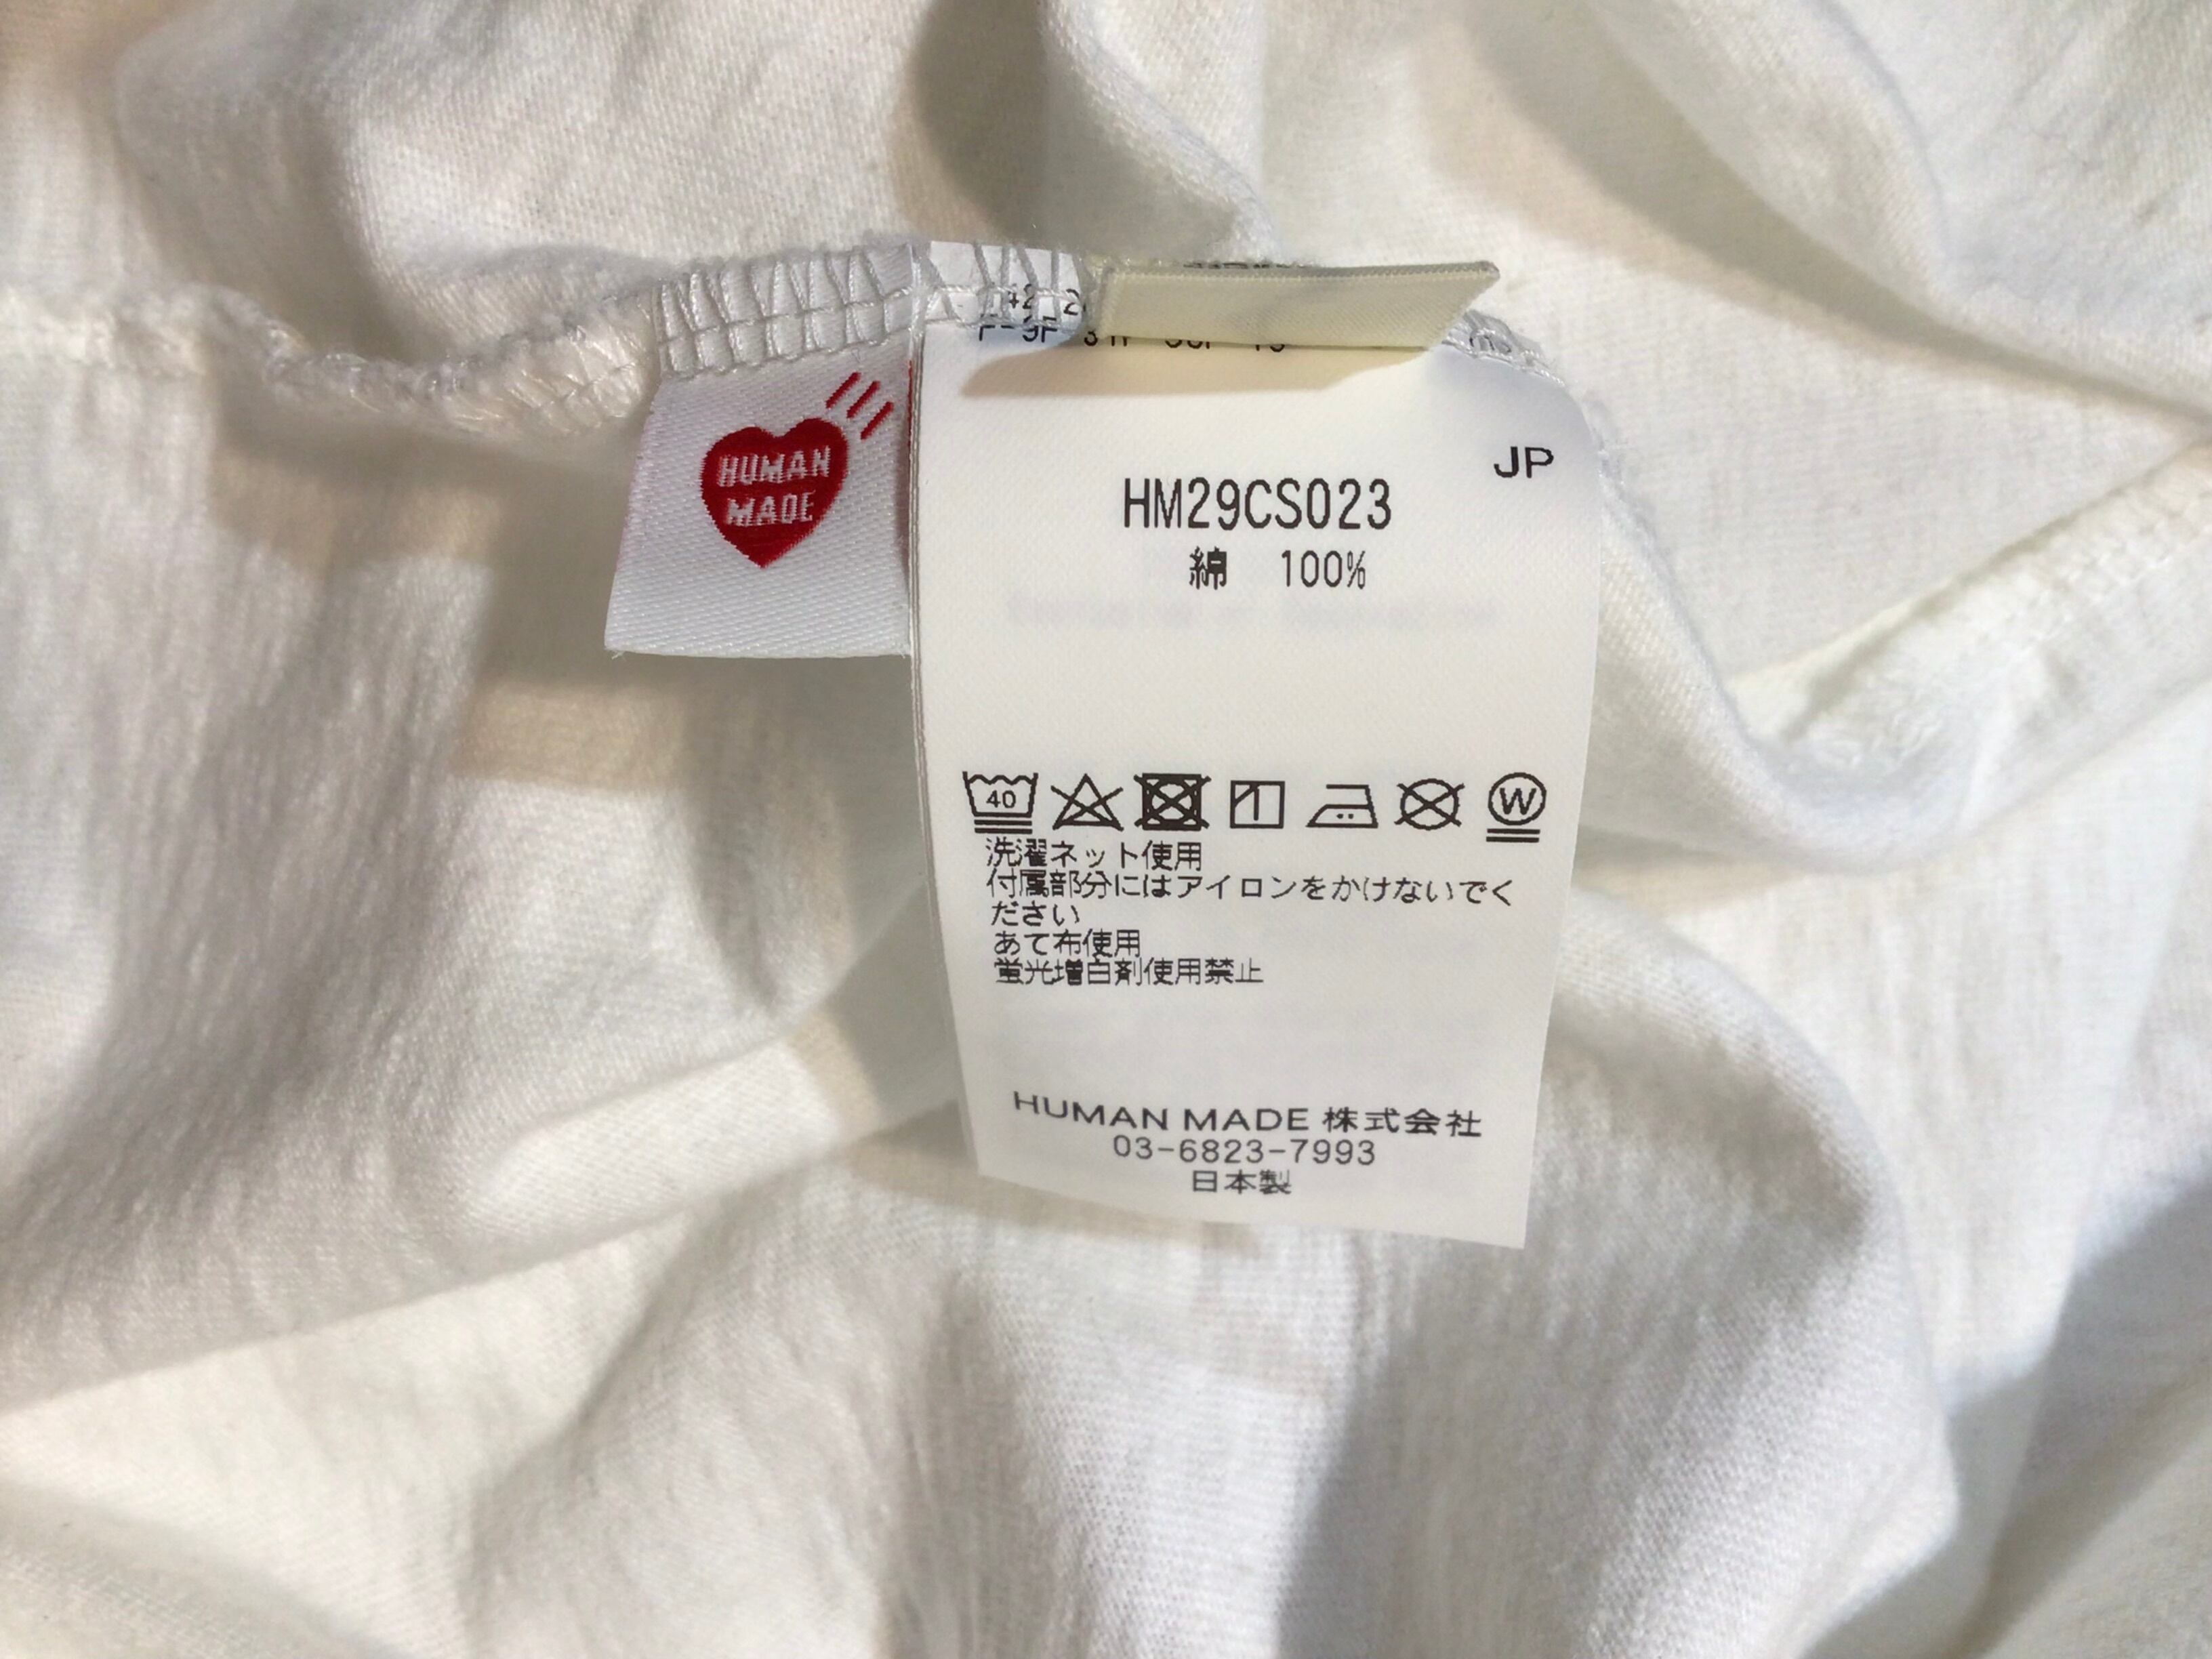 HUMAN
MADE
JP
HM29CS023
綿 100%
40
W
洗濯ネット使用
付属部分にはアイロンをかけないでく
ださい
あて布使用
蛍光増白剤使用禁止
HUMAN MADE 株式会社
03-6823-7993
日本製